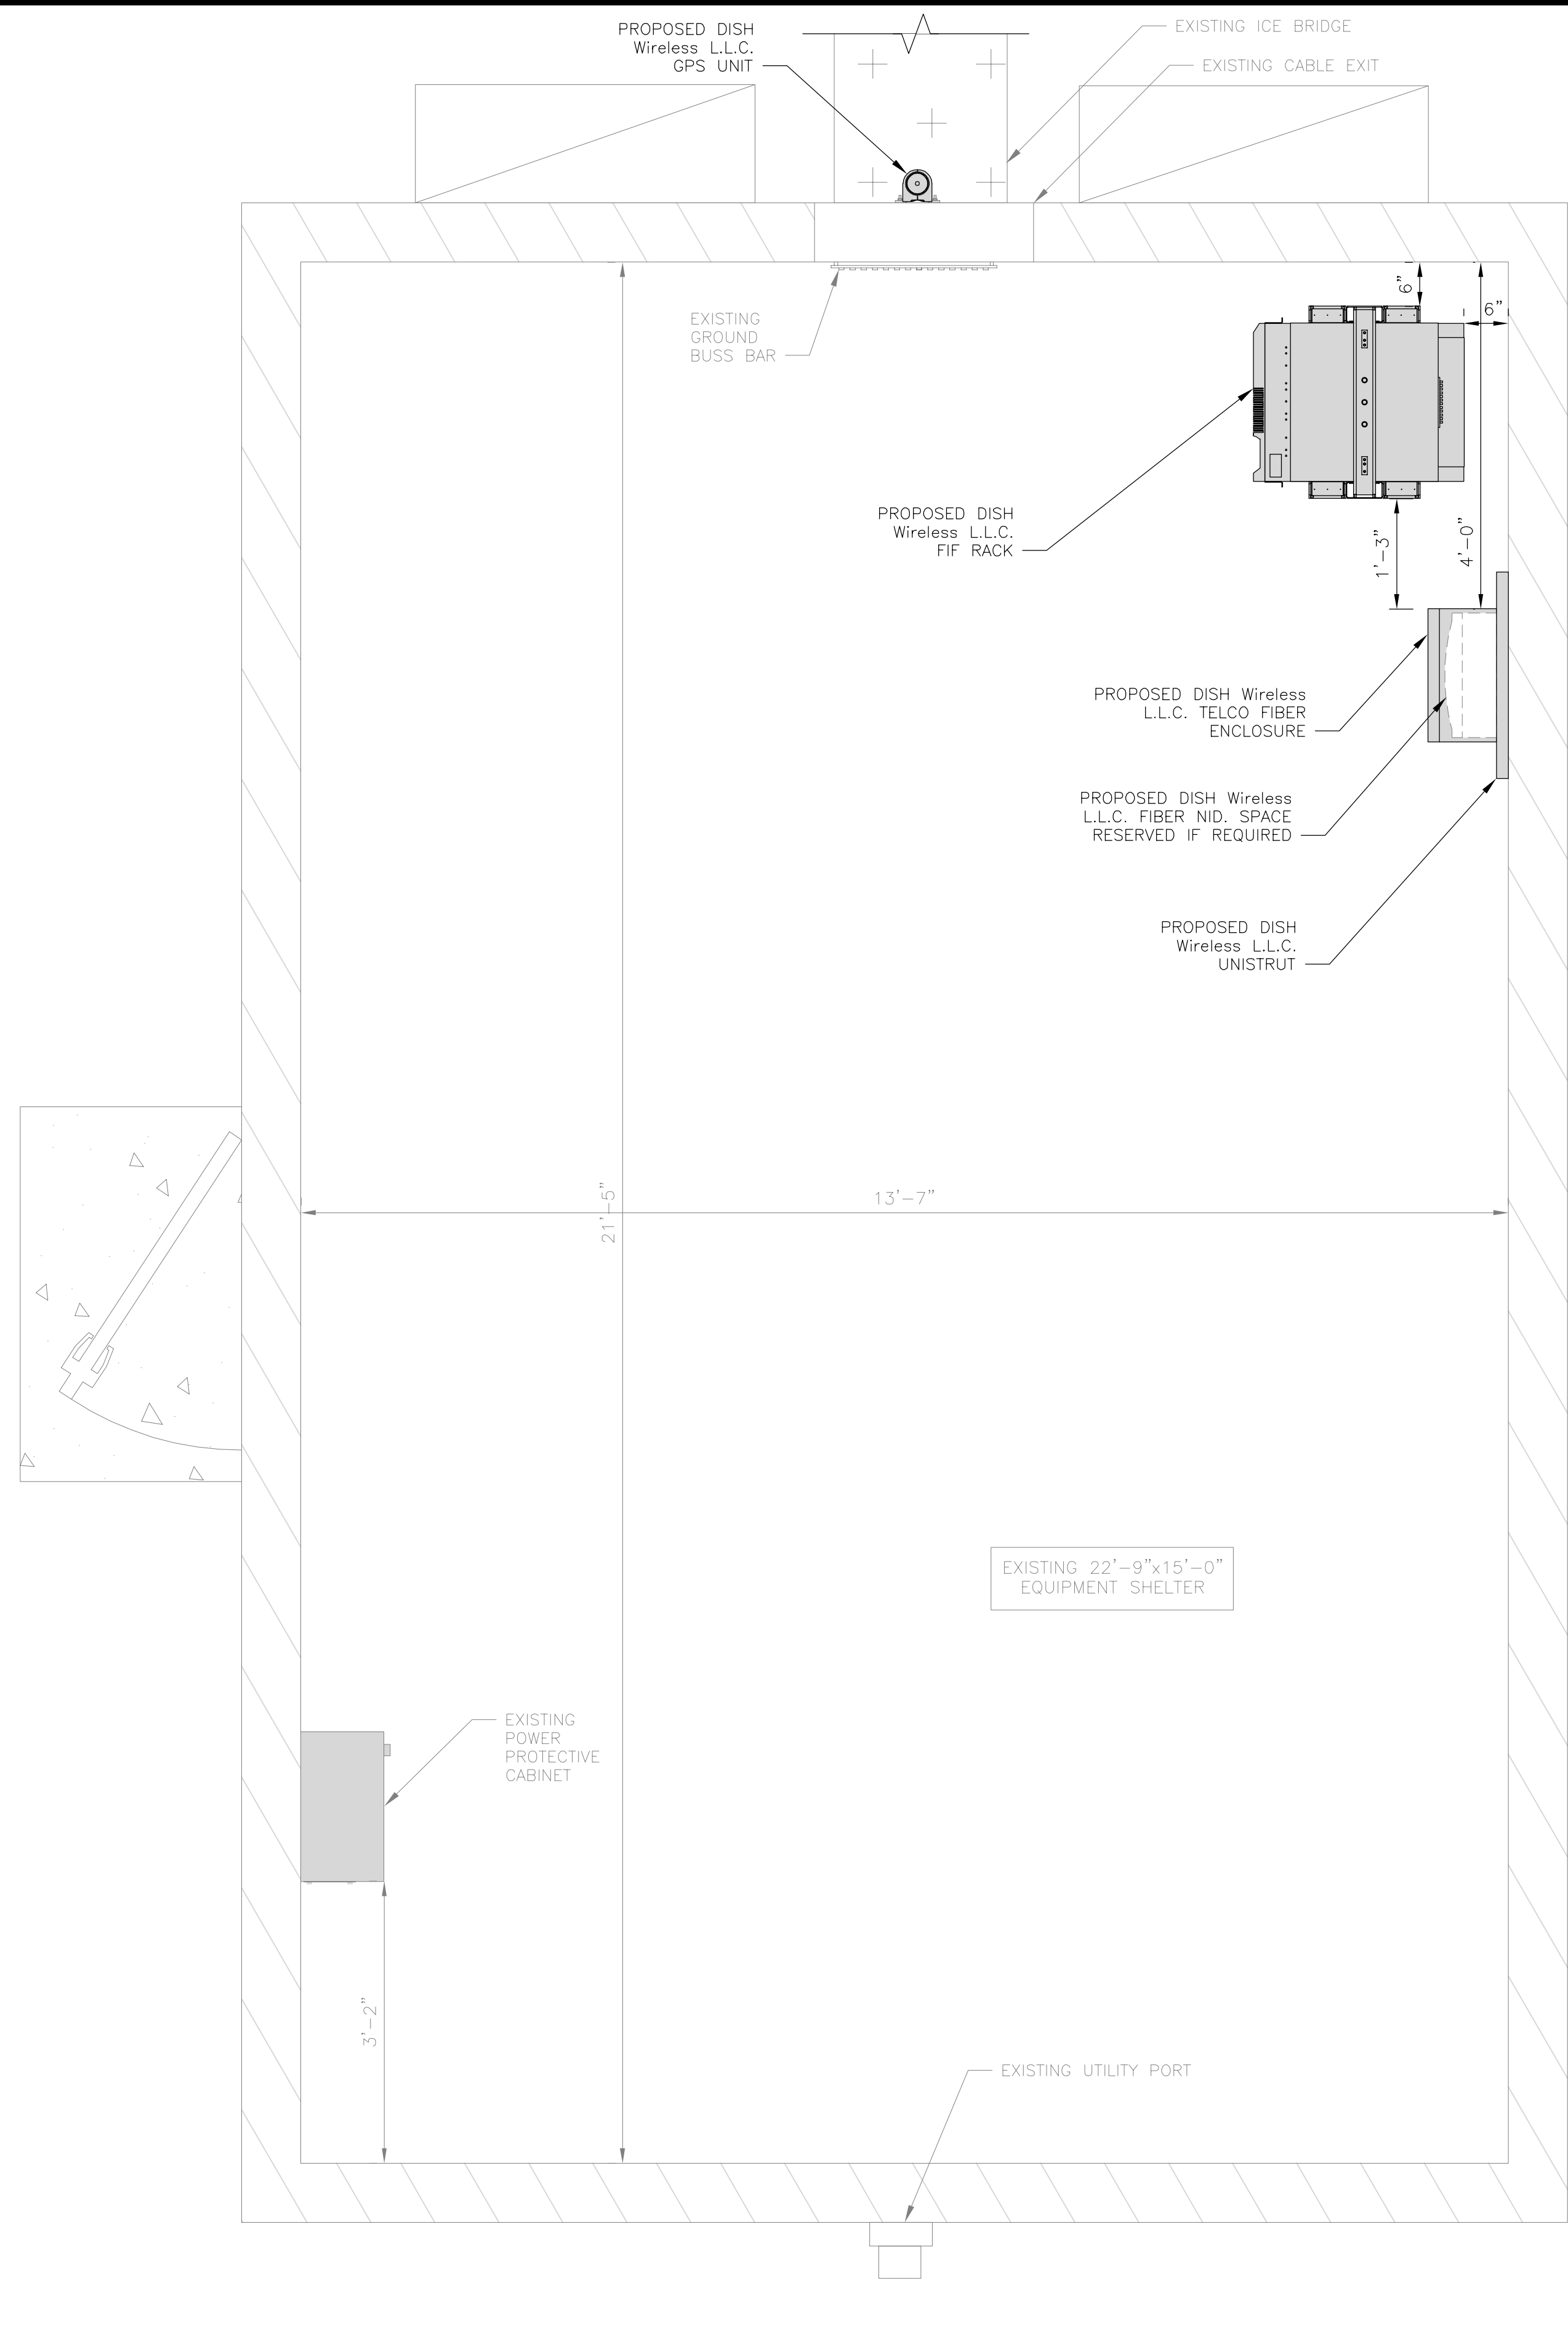 PROPOSED DISH
Wireless L.L.C.
GPS UNIT
EXISTING ICE BRIDGE
EXISTING CABLE EXIT
EXISTING
GROUND
BUSS BAR
6"
6"
PROPOSED DISH
Wireless L.L.C.
FIF RACK
1'-3"
4'-0"
PROPOSED DISH Wireless
L.L.C. TELCO FIBER
ENCLOSURE
PROPOSED DISH Wireless
L.L.C. FIBER NID. SPACE
RESERVED IF REQUIRED
PROPOSED DISH
Wireless L.L.C.
UNISTRUT
21'-5"
13'-7"
EXISTING 22'-9"x15'-0"
EQUIPMENT SHELTER
EXISTING
POWER
PROTECTIVE
CABINET
3'-2"
EXISTING UTILITY PORT